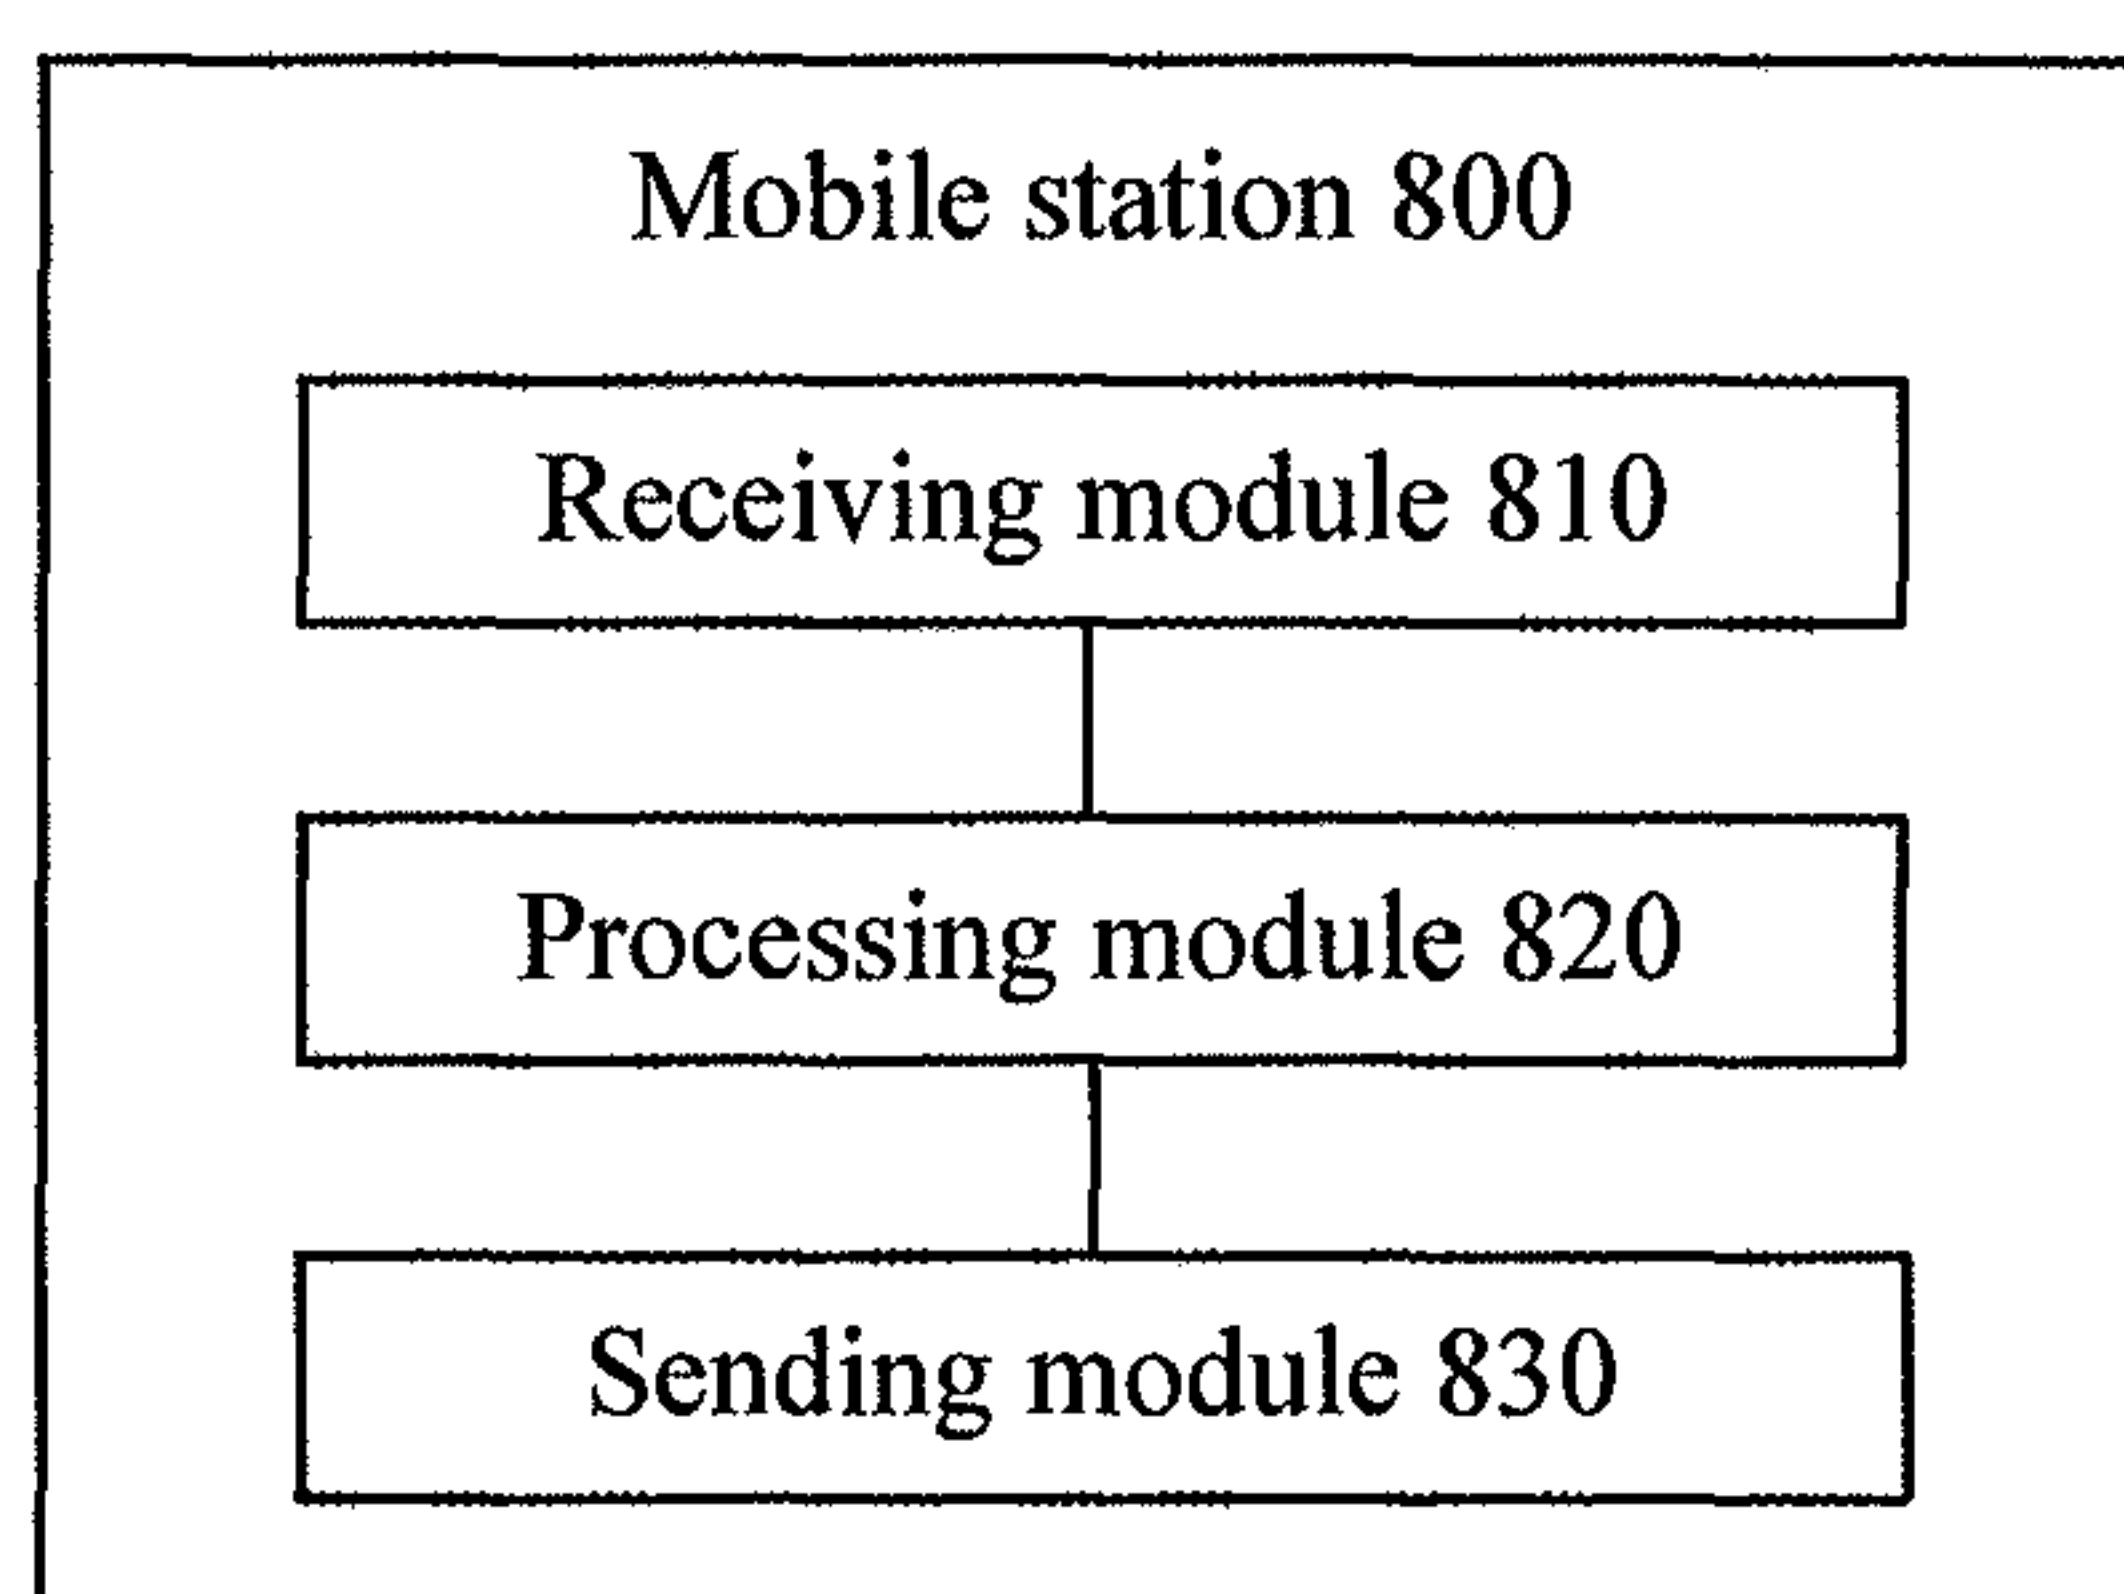 Mobile station 800
Receiving module 810
Processing module 820
Sending module 830